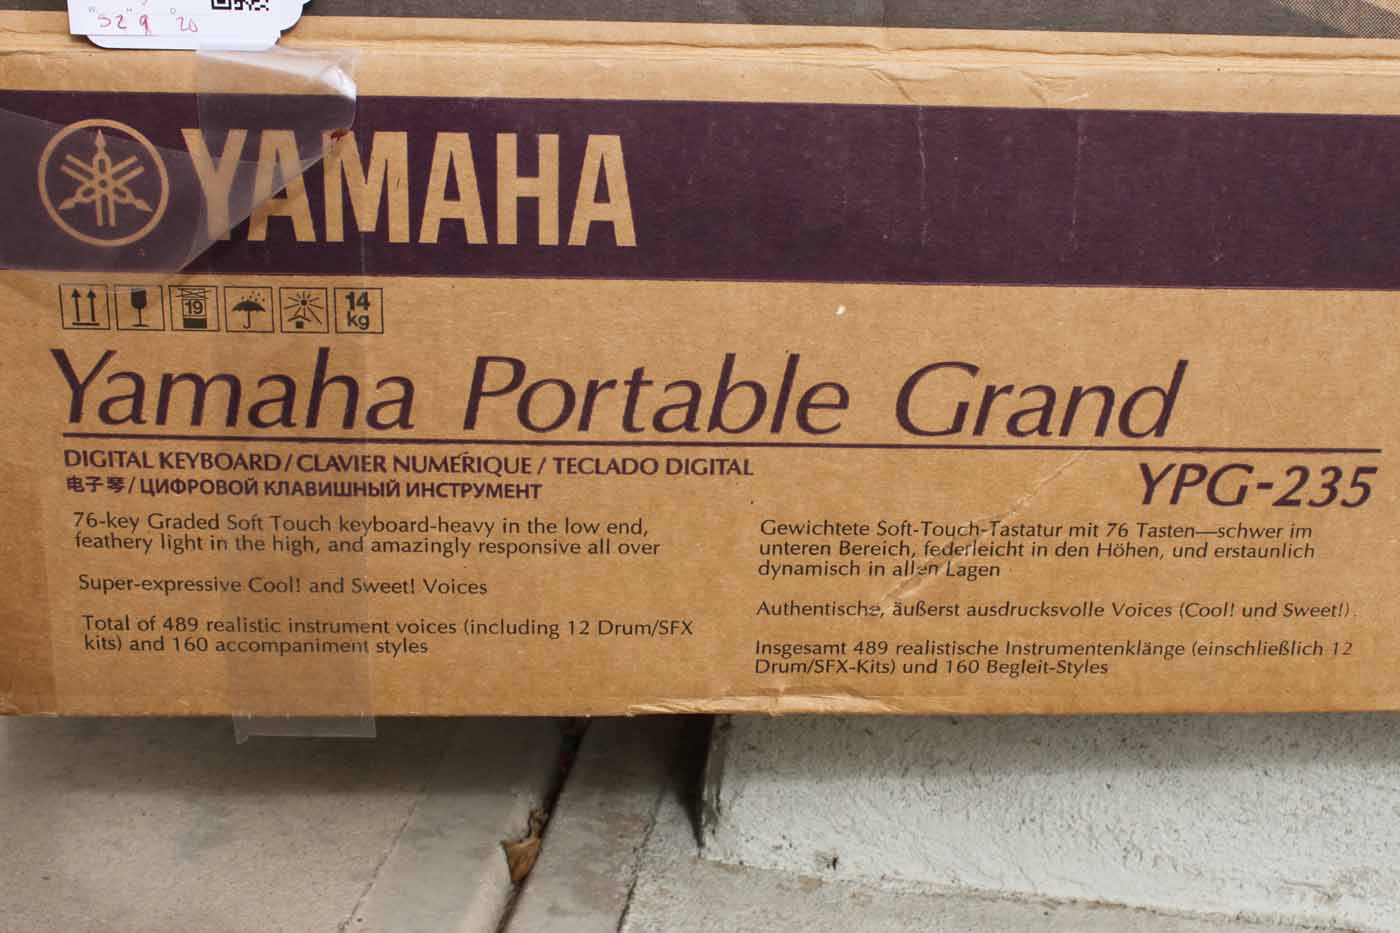 W H D
52 9 20
YAMAHA
19
14
kg
Yamaha Portable Grand
DIGITAL KEYBOARD / CLAVIER NUMÉRIQUE / TECLADO DIGITAL
YPG-235
电子琴 / ЦИФРОВОЙ КЛАВИШНЫЙ ИНСТРУМЕНТ
76-key Graded Soft Touch keyboard-heavy in the low end,
feathery light in the high, and amazingly responsive all over
Super-expressive Cool! and Sweet! Voices
Total of 489 realistic instrument voices (including 12 Drum/SFX
kits) and 160 accompaniment styles
Gewichtete Soft-Touch-Tastatur mit 76 Tasten—schwer im
unteren Bereich, federleicht in den Höhen, und erstaunlich
dynamisch in allen Lagen
Authentische, äußerst ausdrucksvolle Voices (Cool! und Sweet!).
Insgesamt 489 realistische Instrumentenklänge (einschließlich 12
Drum/SFX-Kits) und 160 Begleit-Styles